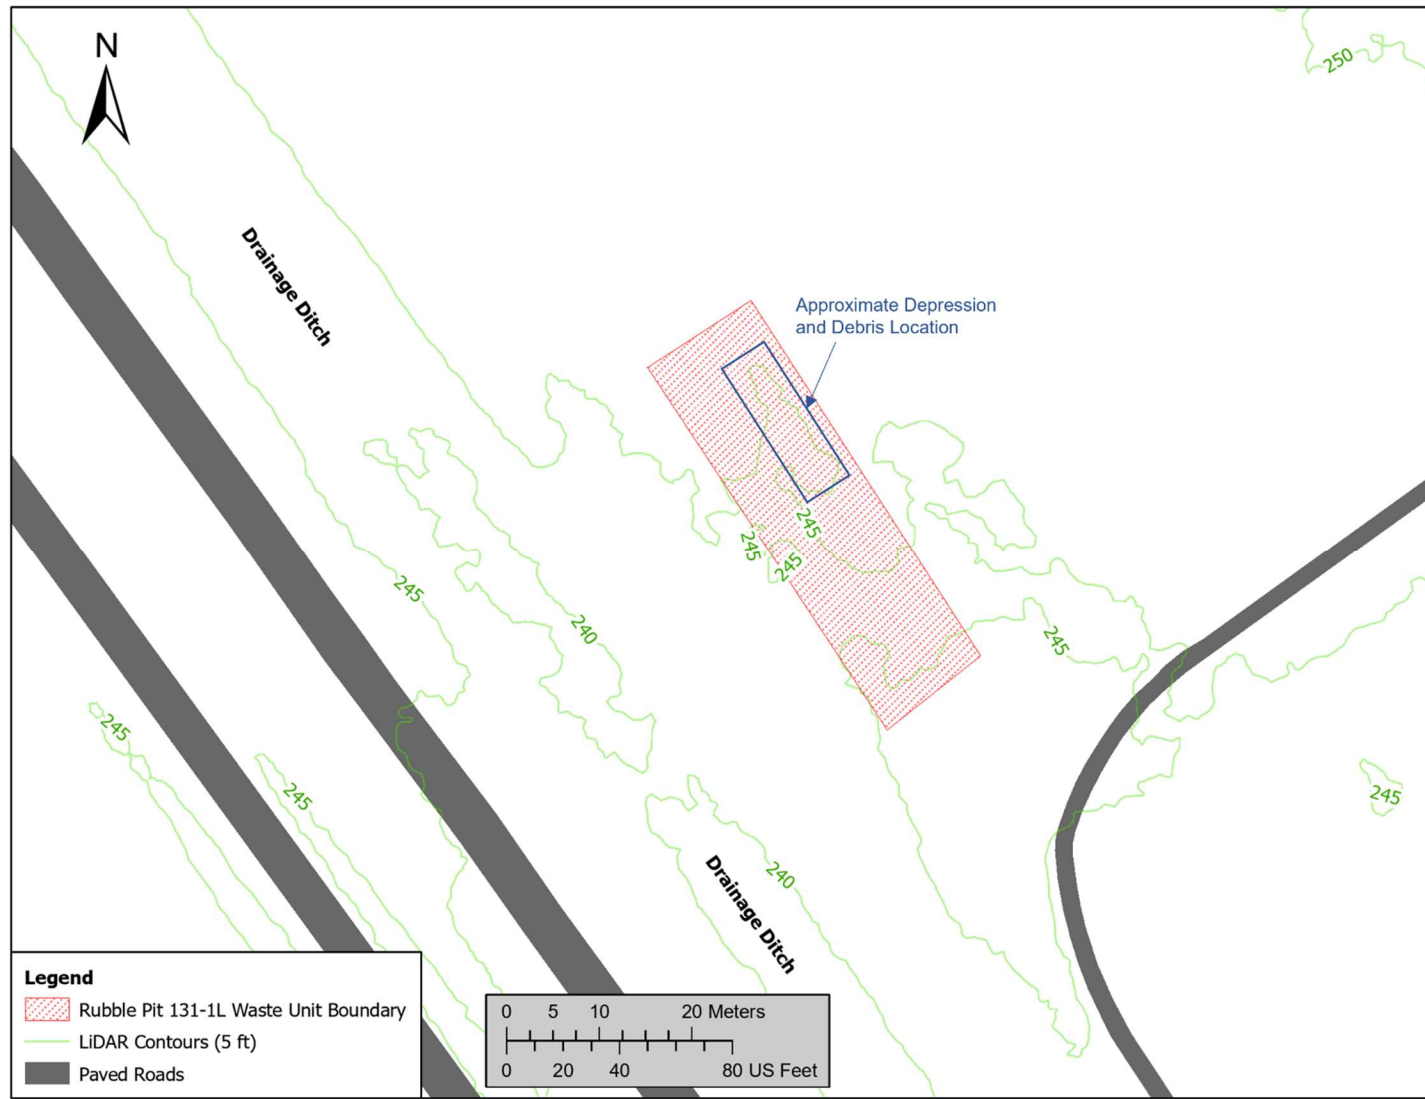 N
250
Drainage Ditch
Approximate Depression
and Debris Location
245
245
245
245
240
245
245
245
245
240
Drainage Ditch
Legend
Rubble Pit 131-1L Waste Unit Boundary
LiDAR Contours (5 ft)
Paved Roads
0 5 10 20 Meters
0 20 40 80 US Feet